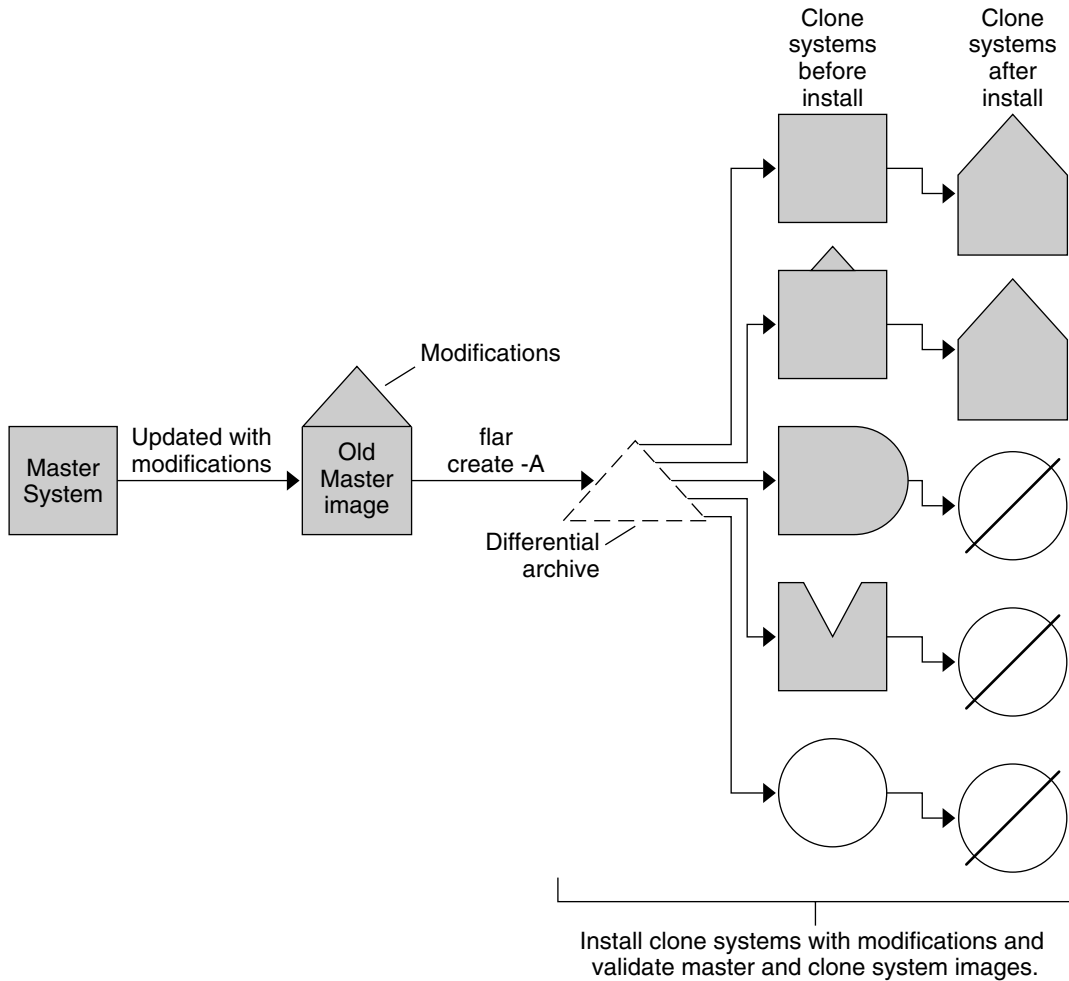 Clone
systems
before
install
Clone
systems
after
install
Modifications
Master
System
Updated with
modifications
Old
Master
image
flar
create -A
Differential
archive
Install clone systems with modifications and
validate master and clone system images.